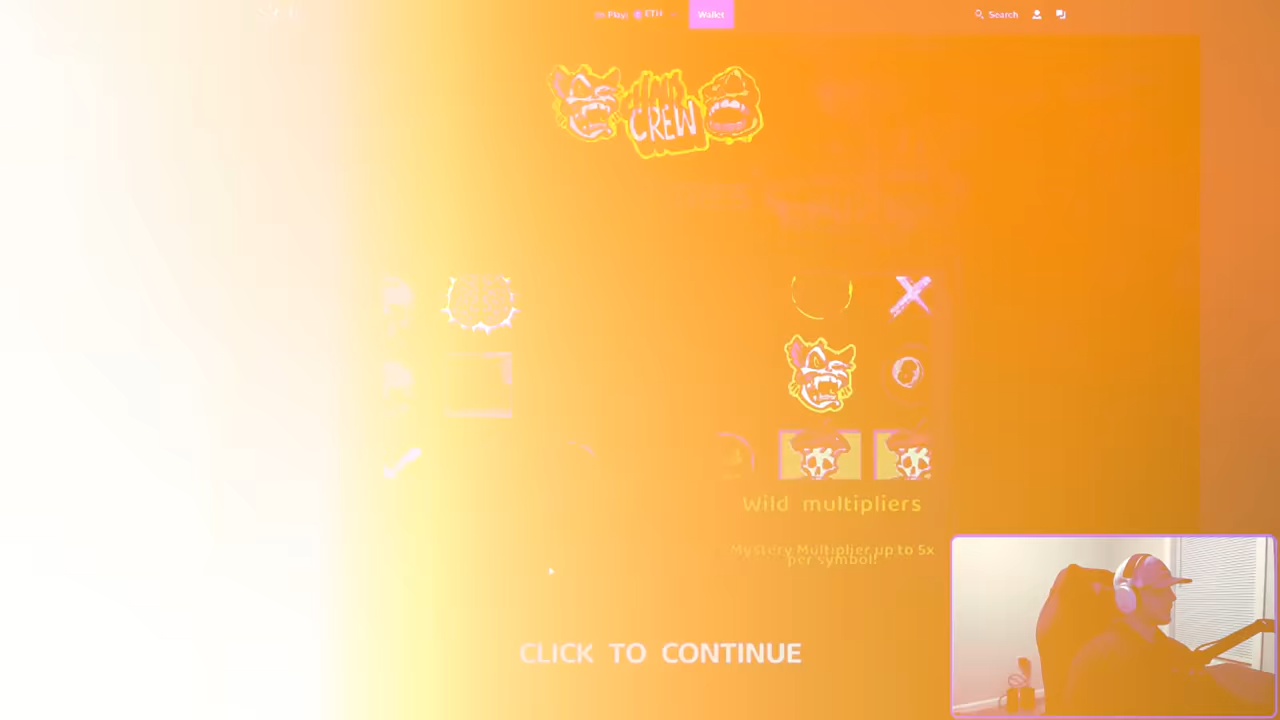 Play
ETH
Wallet
Search
CREW
Wild multipliers
Mystery Multiplier up to 5x
per symbol!
CLICK TO CONTINUE